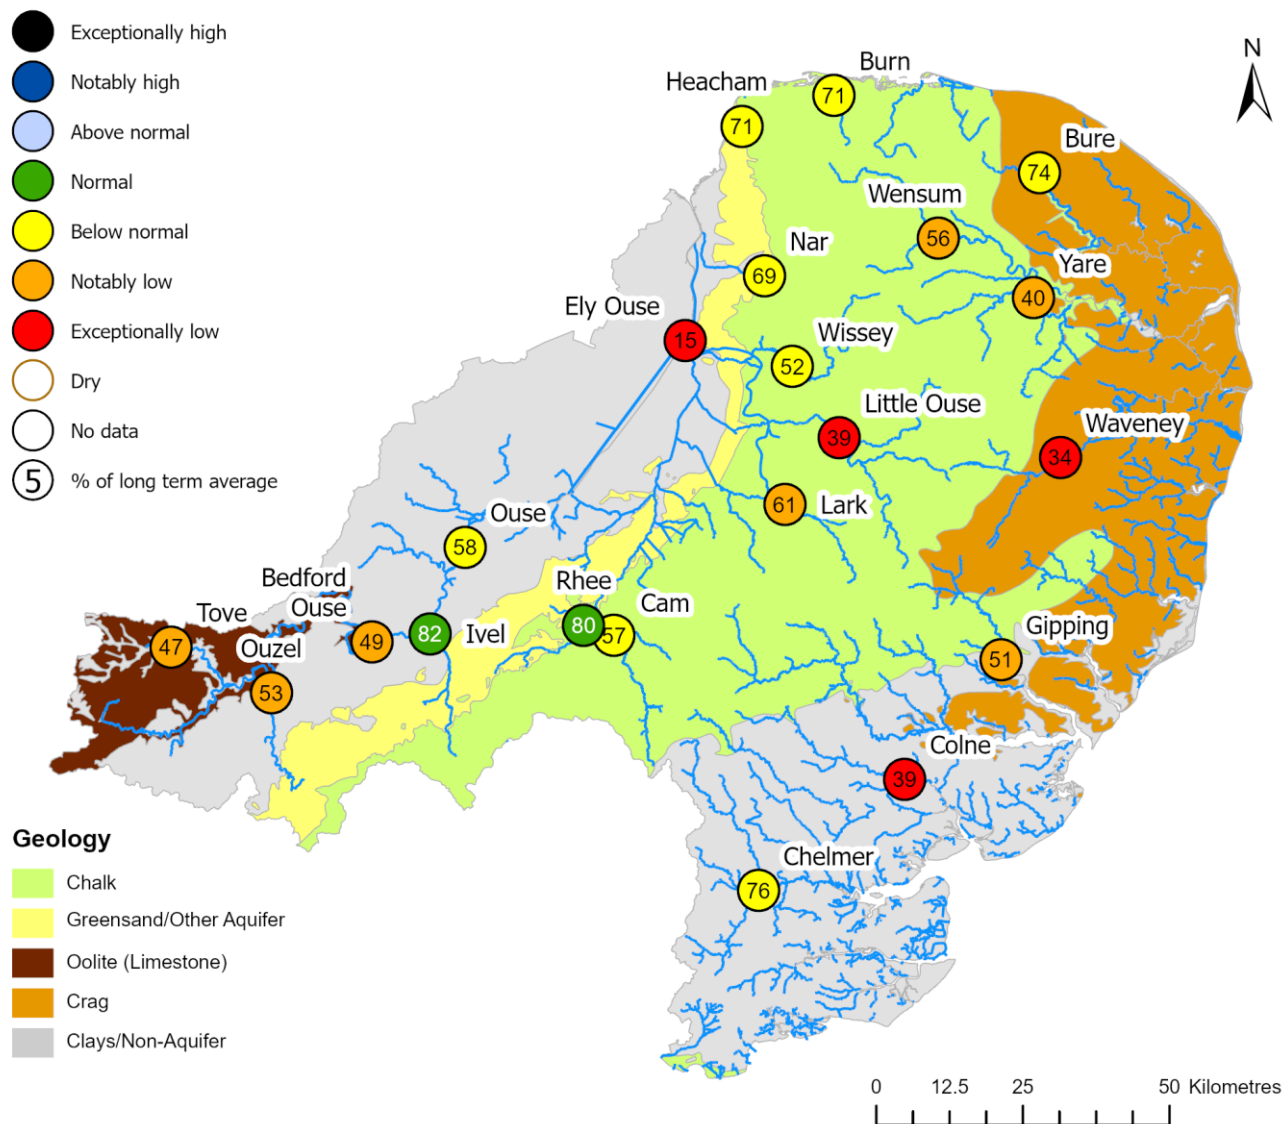 Exceptionally high
Notably high
Above normal
Normal
Below normal
Notably low
Exceptionally low
Dry
No data
5 % of long term average
N
Burn
71
Heacham
71
Bure
74
Wensum
56
Nar
69
Yare
40
Ely Ouse
15
Wissey
52
Little Ouse
39
Waveney
34
Lark
61
Ouse
58
Bedford
Ouse
49
Rhee
80
Cam
57
Tove
47
Ouzel
53
Ivel
82
Gipping
51
Colne
39
Chelmer
76
Geology
Chalk
Greensand/Other Aquifer
Oolite (Limestone)
Crag
Clays/Non-Aquifer
0 12.5 25 50 Kilometres